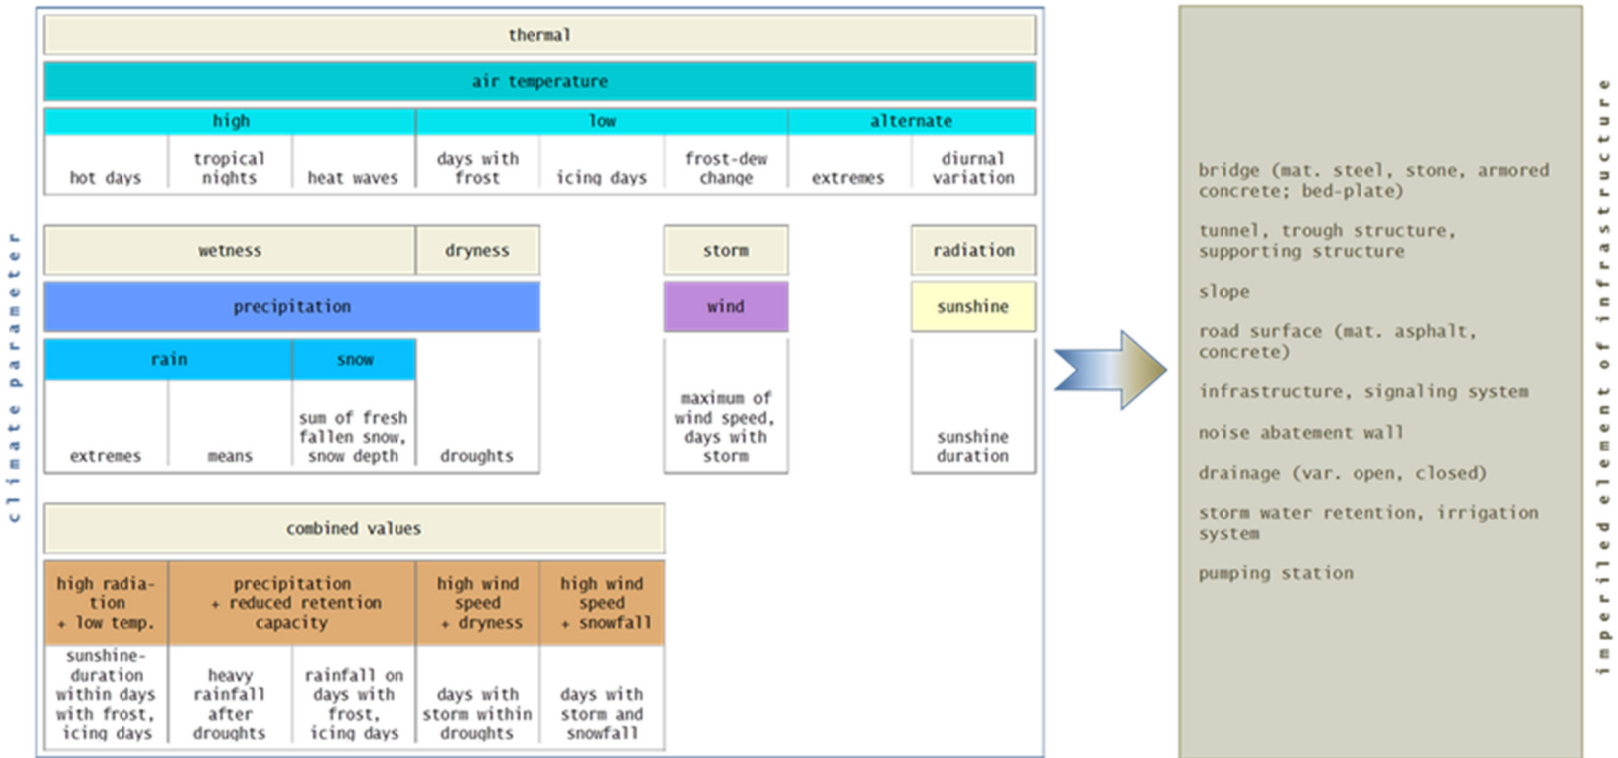 thermal
air temperature
high
low
alternate
hot days
tropical
nights
heat waves
days with
frost
icing days
frost-dew
change
extremes
diurnal
variation
wetness
dryness
storm
radiation
precipitation
wind
sunshine
rain
snow
extremes
means
sum of fresh
fallen snow,
snow depth
droughts
maximum of
wind speed,
days with
storm
sunshine
duration
combined values
high radia-
tion
+ low temp.
precipitation
+ reduced retention
capacity
high wind
speed
+ dryness
high wind
speed
+ snowfall
sunshine-
duration
within days
with frost,
icing days
heavy
rainfall
after
droughts
rainfall on
days with
frost,
icing days
days with
storm within
droughts
days with
storm and
snowfall
climate parameter
bridge (mat. steel, stone, armored
concrete; bed-plate)
tunnel, trough structure,
supporting structure
slope
road surface (mat. asphalt,
concrete)
infrastructure, signaling system
noise abatement wall
drainage (var. open, closed)
storm water retention, irrigation
system
pumping station
imperiled element of infrastructure